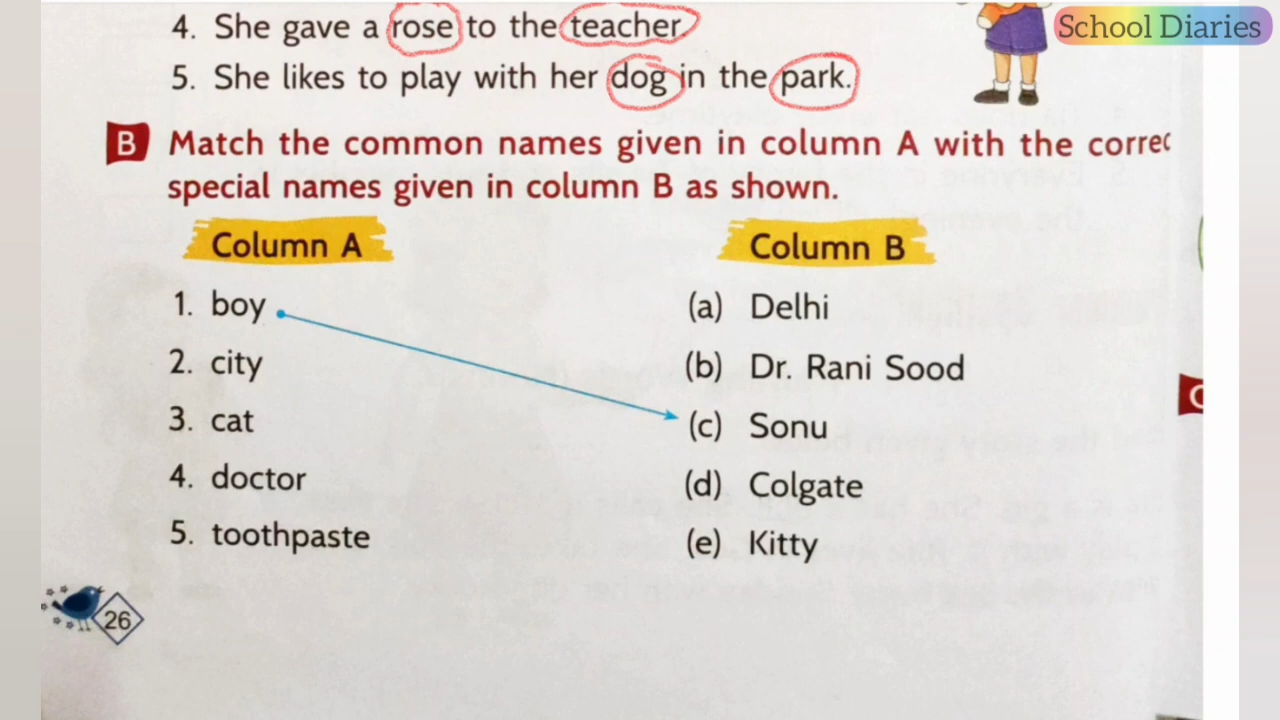 School Diaries
4. She gave a rose to the teacher.
5. She likes to play with her dog in the park.
B Match the common names given in column A with the correc
special names given in column B as shown.
Column A Column B
1. boy (a) Delhi
2. city (b) Dr. Rani Sood
3. cat (c) Sonu
4. doctor (d) Colgate
5. toothpaste (e) Kitty
26